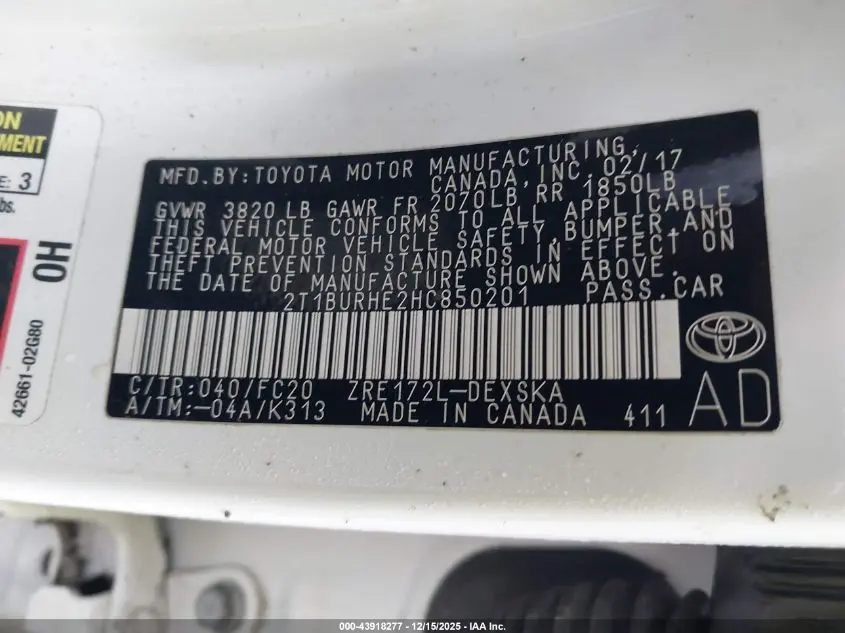 ON
EMENT
E: 3
bs.
OH
42661-02G80
MFD.BY:TOYOTA MOTOR MANUFACTURING,
CANADA,INC. 02/17
GVWR 3820 LB GAWR FR 2070LB RR 1850LB
THIS VEHICLE CONFORMS TO ALL APPLICABLE
FEDERAL MOTOR VEHICLE SAFETY,BUMPER,AND
THEFT PREVENTION STANDARDS IN EFFECT ON
THE DATE OF MANUFACTURE SHOWN ABOVE.
2T1BURHE2HC850201 PASS.CAR
C/TR:040/FC20 ZRE172L-DEXSKA
A/TM:-04A/K313 MADE IN CANADA 411 AD
000-43918277 - 12/15/2025 - IAA Inc.